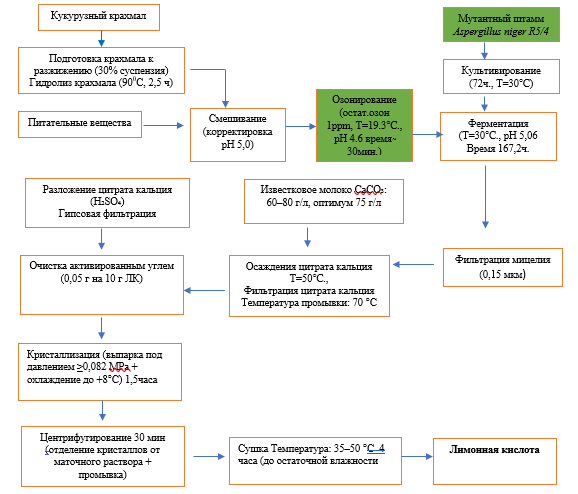 Кукурузный крахмал
Мутантный штамм
Aspergillus niger R5/4
Подготовка крахмала к
разжижению (30% суспензия)
Гидролиз крахмала (90⁰С, 2,5 ч)
Культивирование
(72ч., Т=30°С)
Питательные вещества
Смешивание
(корректировка
pH 5,0)
Озонирование
(остат.озон
1ppm, Т=19.3°С.,
pH 4.6 время~
30мин.)
Ферментация
(Т=30°С., pH 5,06
Время 167,2ч.
Разложение цитрата кальция
(H₂SO₄)
Гипсовая фильтрация
Известковое молоко CaCO₃:
60–80 г/л, оптимум 75 г/л
Очистка активированным углем
(0,05 г на 10 г ЛК)
Осаждения цитрата кальция
Т=50°С.,
Фильтрация цитрата кальция
Температура промывки: 70 °C
Фильтрация мицелия
(0,15 мкм)
Кристаллизация (выпарка под
давлением ≥0,082 МРа +
охлаждение до +8°С) 1,5часа
Центрифугирование 30 мин
(отделение кристаллов от
маточного раствора +
промывка)
Сушка Температура: 35–50 °C 4
часа (до остаточной влажности
Лимонная кислота